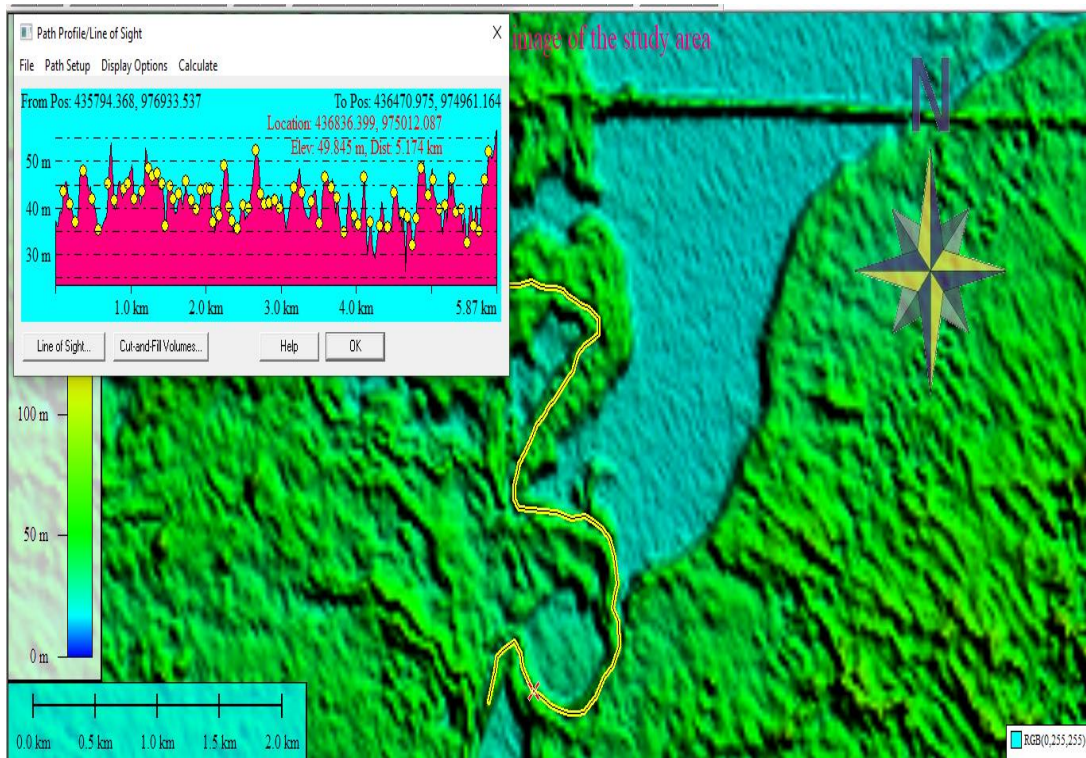 Path Profile/Line of Sight
X
image of the study area
File Path Setup Display Options Calculate
From Pos: 435794.368, 976933.537 To Pos: 436470.975, 974961.164
Location: 436836.399, 975012.087
Elev: 49.845 m, Dist: 5.174 km
50 m
40 m
30 m
1.0 km 2.0 km 3.0 km 4.0 km 5.87 km
Line of Sight... Cut-and-Fill Volumes... Help OK
N
100 m
50 m
0 m
0.0 km 0.5 km 1.0 km 1.5 km 2.0 km
RGB(0,255,255)